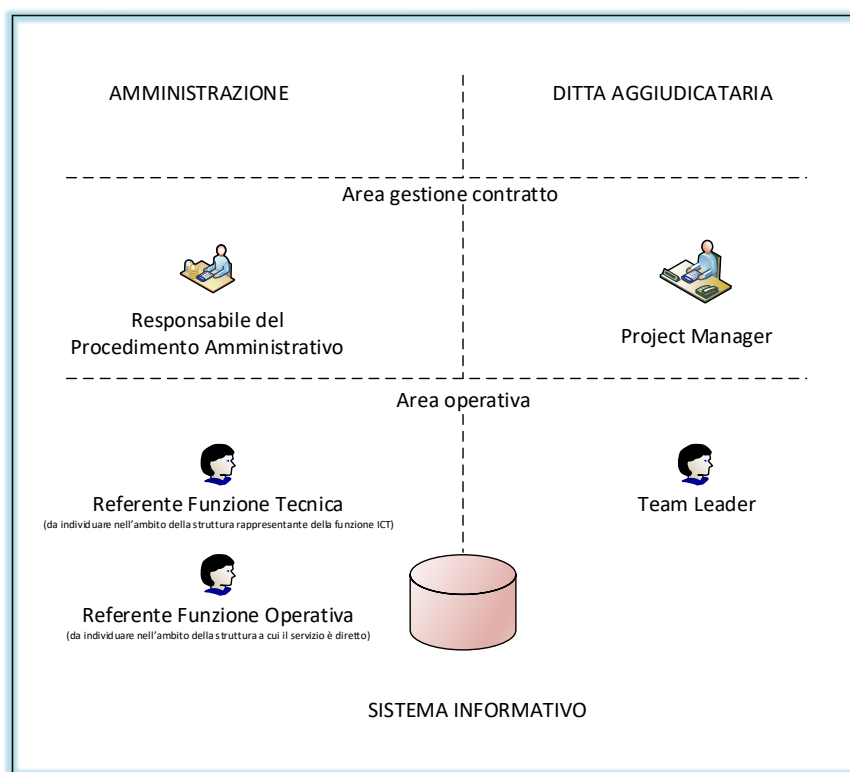 AMMINISTRAZIONE
DITTA AGGIUDICATARIA
Area gestione contratto
Responsabile del
Procedimento Amministrativo
Project Manager
Area operativa
Referente Funzione Tecnica
(da individuare nell'ambito della struttura rappresentante della funzione ICT)
Team Leader
Referente Funzione Operativa
(da individuare nell'ambito della struttura a cui il servizio è diretto)
SISTEMA INFORMATIVO